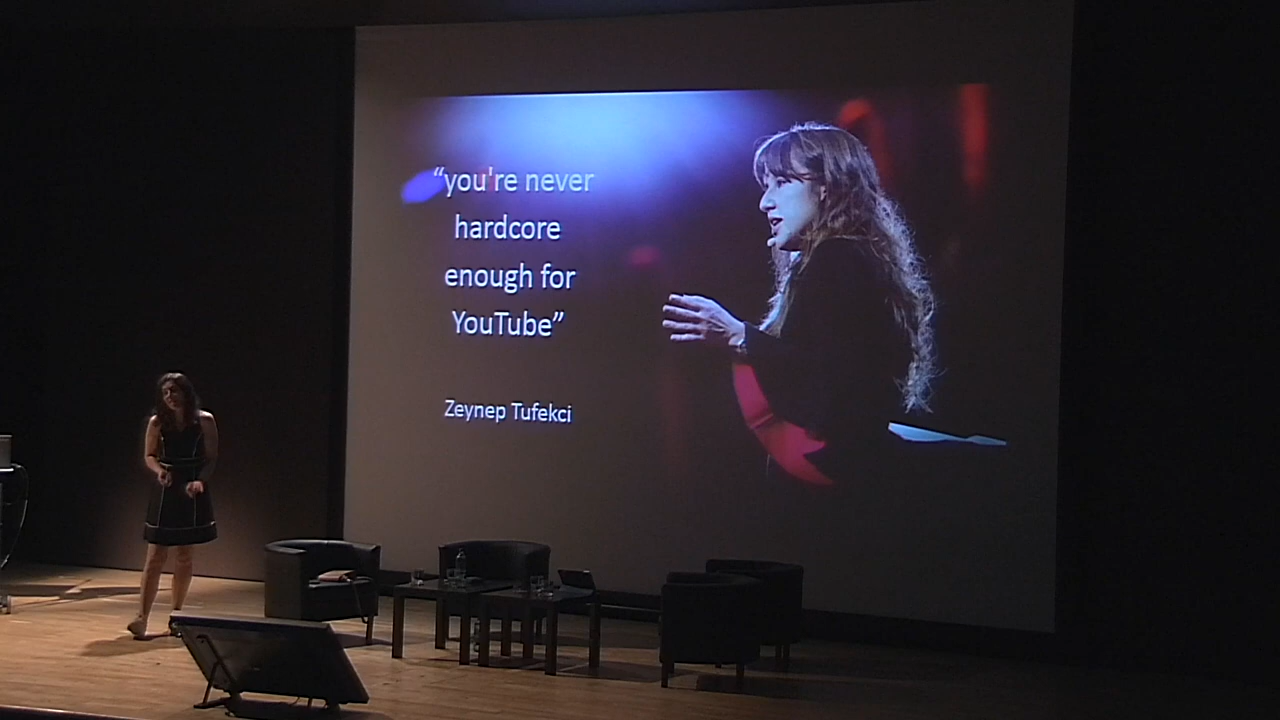 “you're never
hardcore
enough for
YouTube”
Zeynep Tufekci